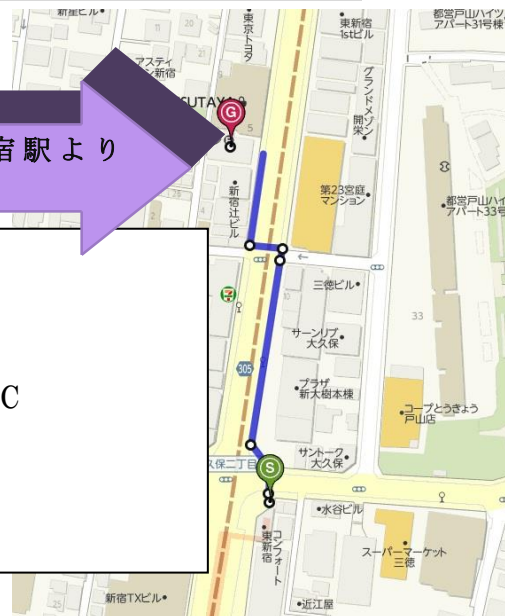 新星ビル
東京トヨタ
東新宿
1stビル
都営戸山ハイツ
アパート31号棟
アスティ
ン新宿
グランドメゾン
開栄
SUTAYA
G
5
宿駅より
新宿辻ビル
第23宮庭
マンション
都営戸山ハイ
アパート33号
25
2
三徳ビル
10
33
サーンリブ
大久保
305
プラザ
新大樹本棟
C
コープとうきょう
戸山店
久保二丁目
サントーク
大久保
S
水谷ビル
コンフォート
東新宿
スーパーマーケット
三徳
新宿TXビル
近江屋
25